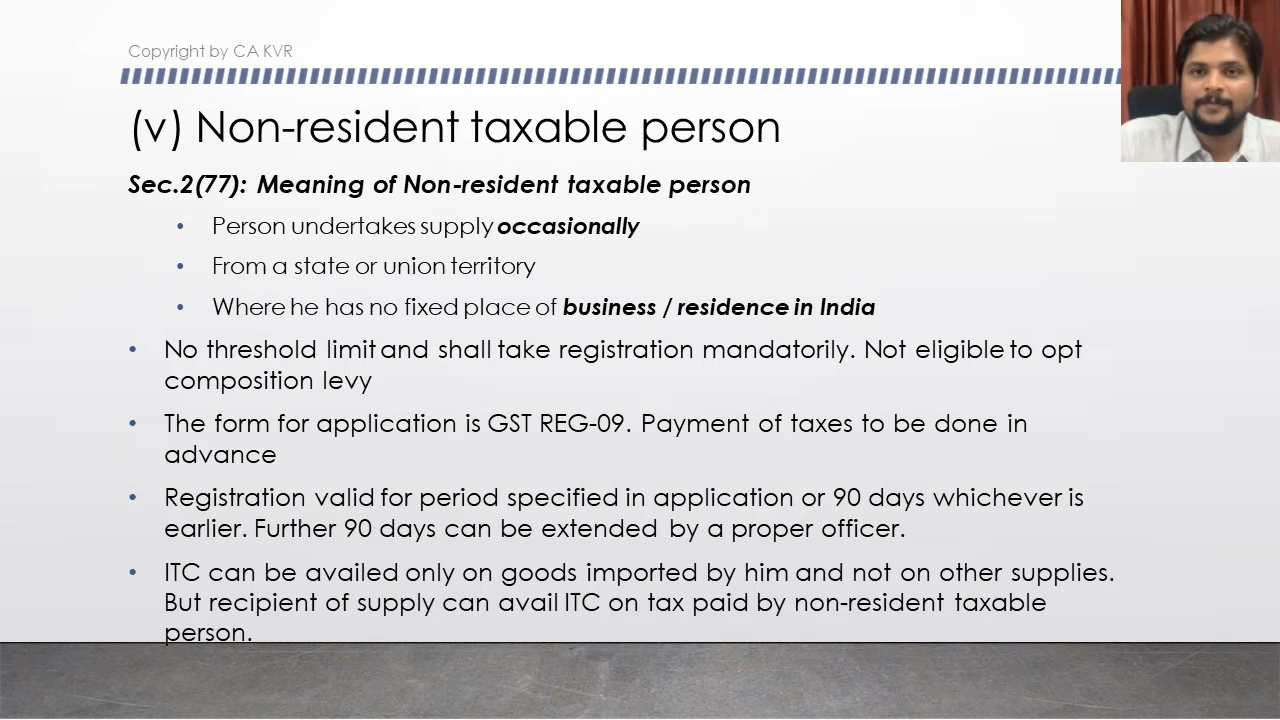 Copyright by CA KVR
(v) Non-resident taxable person
Sec.2(77): Meaning of Non-resident taxable person
• Person undertakes supply occasionally
• From a state or union territory
• Where he has no fixed place of business / residence in India
• No threshold limit and shall take registration mandatorily. Not eligible to opt
composition levy
• The form for application is GST REG-09. Payment of taxes to be done in
advance
• Registration valid for period specified in application or 90 days whichever is
earlier. Further 90 days can be extended by a proper officer.
• ITC can be availed only on goods imported by him and not on other supplies.
But recipient of supply can avail ITC on tax paid by non-resident taxable
person.